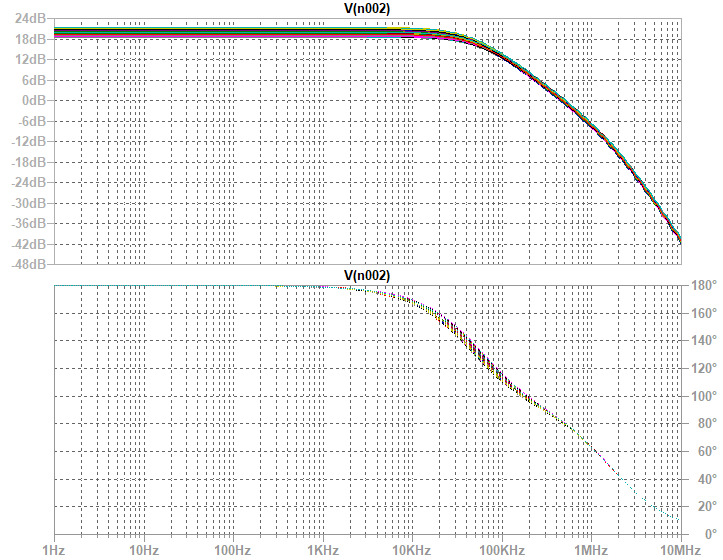 V(n002)
24dB
18dB
12dB
6dB
0dB
-6dB
-12dB
-18dB
-24dB
-30dB
-36dB
-42dB
-48dB
V(n002)
180°
160°
140°
120°
100°
80°
60°
40°
20°
0°
1Hz 10Hz 100Hz 1KHz 10KHz 100KHz 1MHz 10MHz